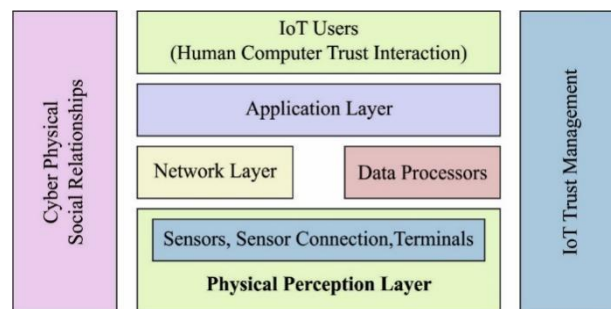 Cyber Physical
Social Relationships
IoT Users
(Human Computer Trust Interaction)
Application Layer
Network Layer
Data Processors
Sensors, Sensor Connection,Terminals
Physical Perception Layer
IoT Trust Management